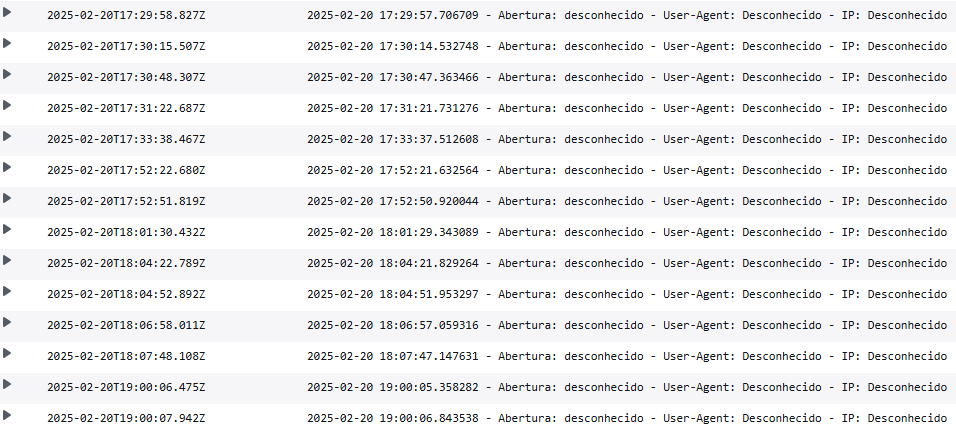 2025-02-20T17:29:58.827Z 2025-02-20 17:29:57.706709 - Abertura: desconhecido - User-Agent: Desconhecido - IP: Desconhecido
2025-02-20T17:30:15.507Z 2025-02-20 17:30:14.532748 - Abertura: desconhecido - User-Agent: Desconhecido - IP: Desconhecido
2025-02-20T17:30:48.307Z 2025-02-20 17:30:47.363466 - Abertura: desconhecido - User-Agent: Desconhecido - IP: Desconhecido
2025-02-20T17:31:22.687Z 2025-02-20 17:31:21.731276 - Abertura: desconhecido - User-Agent: Desconhecido - IP: Desconhecido
2025-02-20T17:33:38.467Z 2025-02-20 17:33:37.512608 - Abertura: desconhecido - User-Agent: Desconhecido - IP: Desconhecido
2025-02-20T17:52:22.680Z 2025-02-20 17:52:21.632564 - Abertura: desconhecido - User-Agent: Desconhecido - IP: Desconhecido
2025-02-20T17:52:51.819Z 2025-02-20 17:52:50.920044 - Abertura: desconhecido - User-Agent: Desconhecido - IP: Desconhecido
2025-02-20T18:01:30.432Z 2025-02-20 18:01:29.343089 - Abertura: desconhecido - User-Agent: Desconhecido - IP: Desconhecido
2025-02-20T18:04:22.789Z 2025-02-20 18:04:21.829264 - Abertura: desconhecido - User-Agent: Desconhecido - IP: Desconhecido
2025-02-20T18:04:52.892Z 2025-02-20 18:04:51.953297 - Abertura: desconhecido - User-Agent: Desconhecido - IP: Desconhecido
2025-02-20T18:06:58.011Z 2025-02-20 18:06:57.059316 - Abertura: desconhecido - User-Agent: Desconhecido - IP: Desconhecido
2025-02-20T18:07:48.108Z 2025-02-20 18:07:47.147631 - Abertura: desconhecido - User-Agent: Desconhecido - IP: Desconhecido
2025-02-20T19:00:06.475Z 2025-02-20 19:00:05.358282 - Abertura: desconhecido - User-Agent: Desconhecido - IP: Desconhecido
2025-02-20T19:00:07.942Z 2025-02-20 19:00:06.843538 - Abertura: desconhecido - User-Agent: Desconhecido - IP: Desconhecido